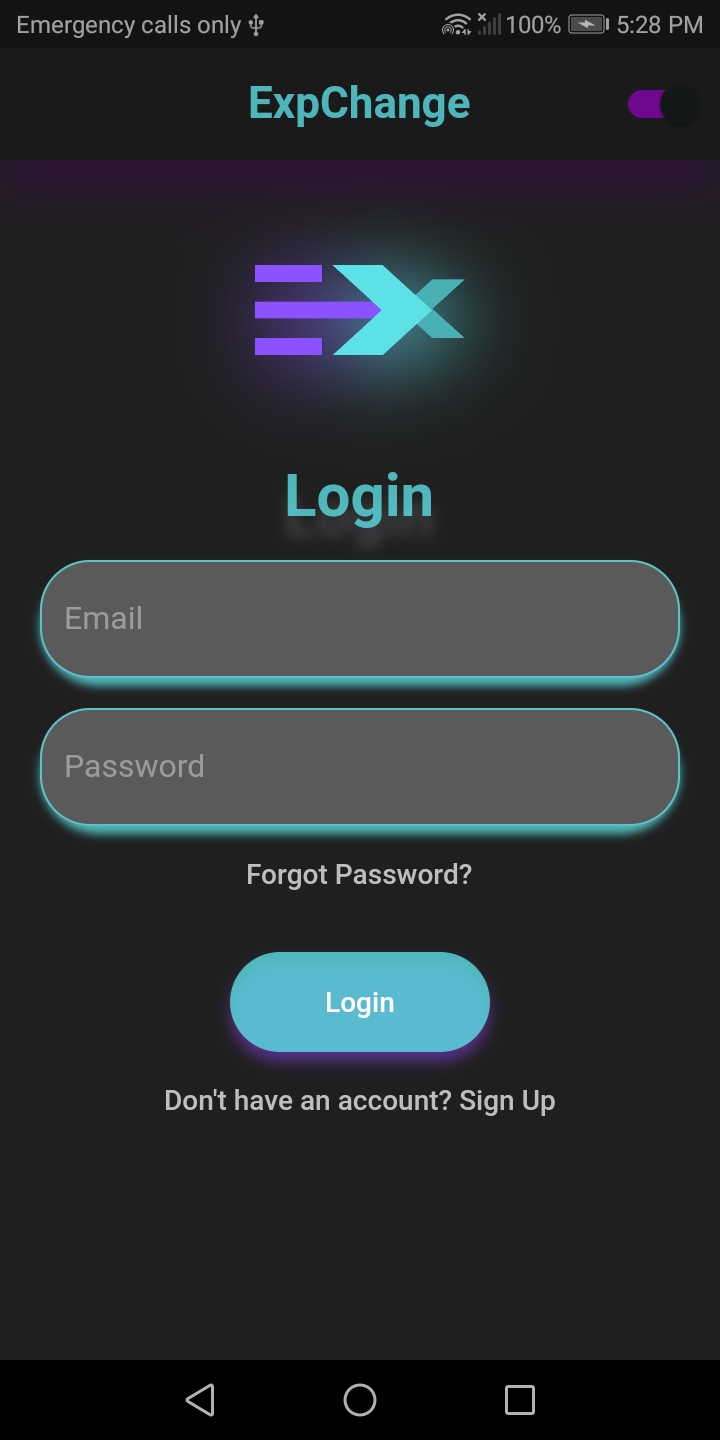 Emergency calls only 100% 5:28 PM
ExpChange
EX
Login
Email
Password
Forgot Password?
Login
Don't have an account? Sign Up